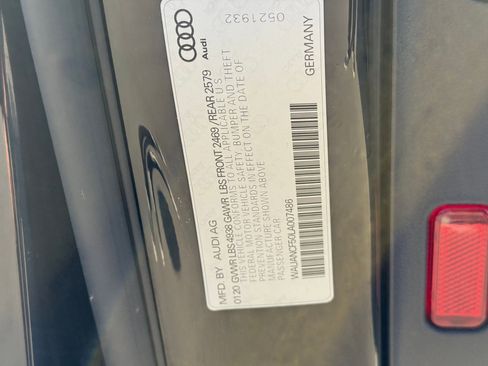 MFD. BY AUDI AG
01.20 GVWR LBS 4938 GAWR LBS FRONT 2469 / REAR 2579
THIS VEHICLE CONFORMS TO ALL APPLICABLE U S
FEDERAL MOTOR VEHICLE SAFETY, BUMPER AND THEFT
PREVENTION STANDARDS IN EFFECT ON THE DATE OF
MANUFACTURE SHOWN ABOVE
PASSENGER CAR
WAUANCF50LA007486
GERMANY
Audi
0521932